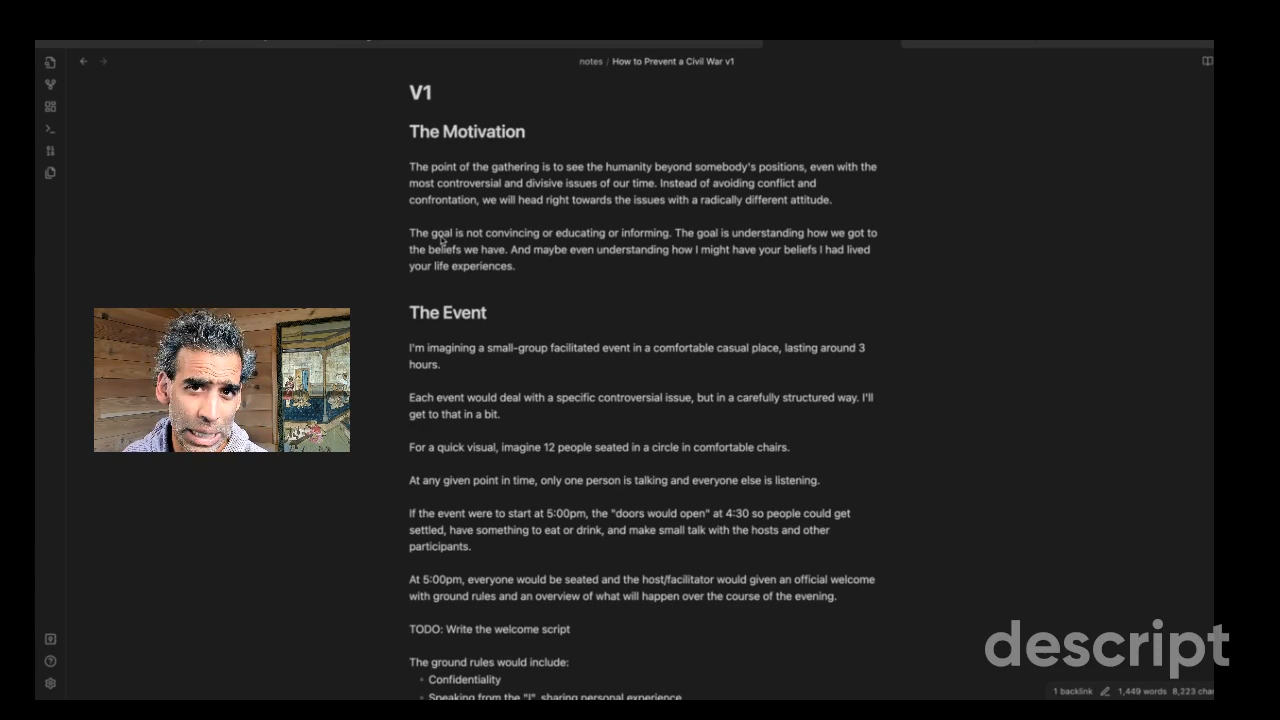 notes / How to Prevent a Civil War v1
V1
The Motivation
The point of the gathering is to see the humanity beyond somebody's positions, even with the
most controversial and divisive issues of our time. Instead of avoiding conflict and
confrontation, we will head right towards the issues with a radically different attitude.
The goal is not convincing or educating or informing. The goal is understanding how we got to
the beliefs we have. And maybe even understanding how I might have your beliefs I had lived
your life experiences.
The Event
I'm imagining a small-group facilitated event in a comfortable casual place, lasting around 3
hours.
Each event would deal with a specific controversial issue, but in a carefully structured way. I'll
get to that in a bit.
For a quick visual, imagine 12 people seated in a circle in comfortable chairs.
At any given point in time, only one person is talking and everyone else is listening.
If the event were to start at 5:00pm, the "doors would open" at 4:30 so people could get
settled, have something to eat or drink, and make small talk with the hosts and other
participants.
At 5:00pm, everyone would be seated and the host/facilitator would given an official welcome
with ground rules and an overview of what will happen over the course of the evening.
TODO: Write the welcome script
The ground rules would include:
Confidentiality
Speaking from the "I", sharing personal experience
descript
1 backlink 1,449 words 8,223 char